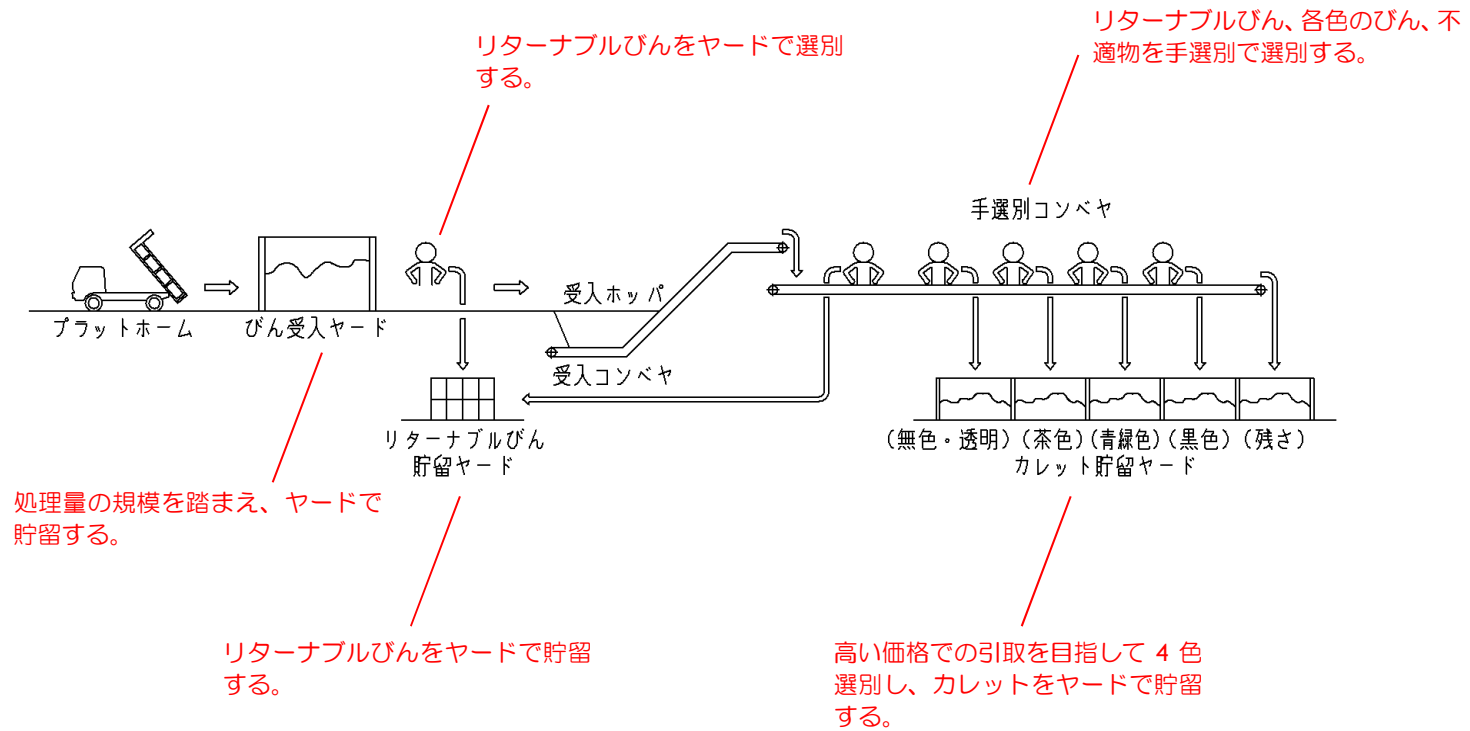 リターナブルびん、各色のびん、不
適物を手選別で選別する。
リターナブルびんをヤードで選別
する。
手選別コンベヤ
受入ホッパ
プラットホーム
びん受入ヤード
受入コンベヤ
リターナブルびん
貯留ヤード
(無色・透明)(茶色)(青緑色)(黒色)(残さ)
カレット貯留ヤード
処理量の規模を踏まえ、ヤードで
貯留する。
リターナブルびんをヤードで貯留
する。
高い価格での引取を目指して 4 色
選別し、カレットをヤードで貯留
する。